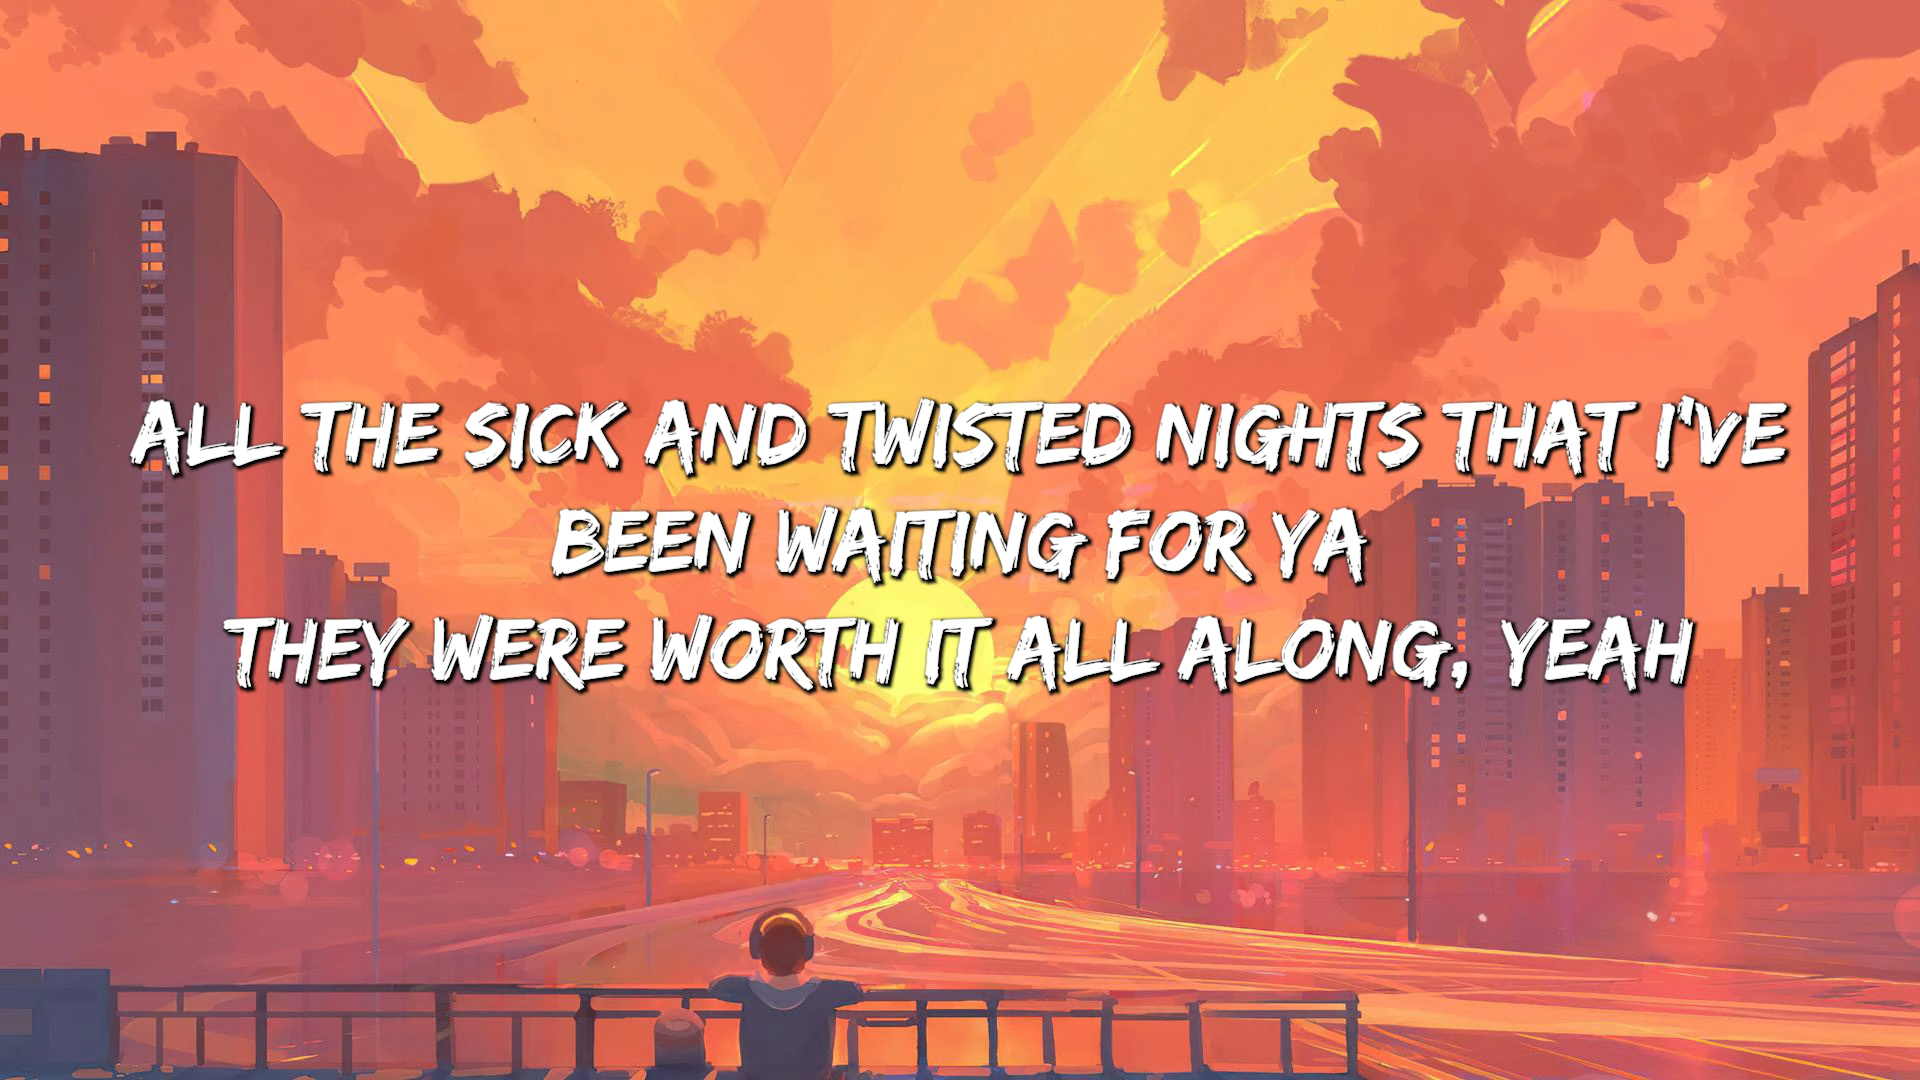 ALL THE SICK AND TWISTED NIGHTS THAT I'VE
BEEN WAITING FOR YA
THEY WERE WORTH IT ALL ALONG, YEAH